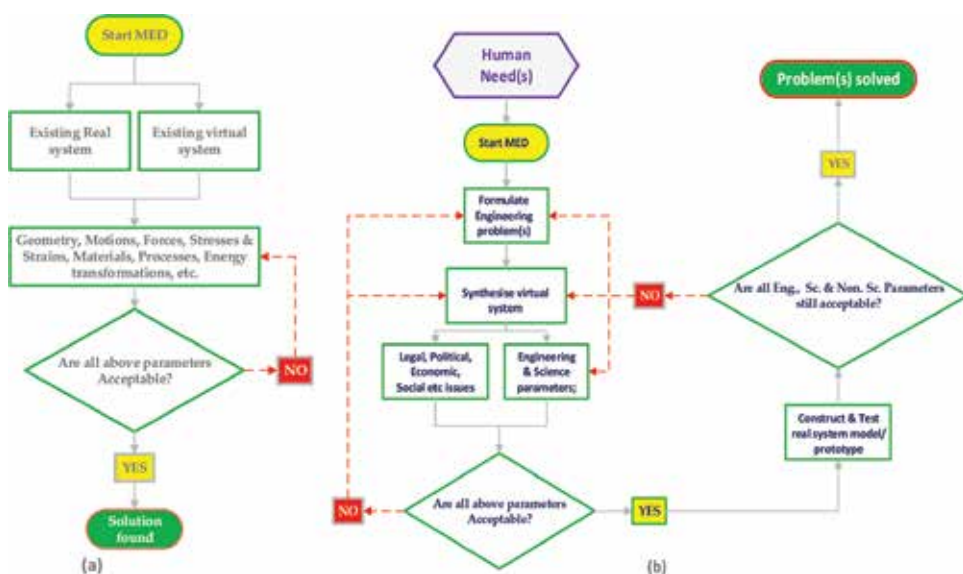 Start MED
Existing Real
system
Existing virtual
system
Geometry, Motions, Forces, Stresses &
Strains, Materials, Processes, Energy
transformations, etc.
Are all above parameters
Acceptable?
NO
YES
Solution
found
(a)
Human
Need(s)
Start MED
Formulate
Engineering
problem(s)
Synthesise virtual
system
Legal, Political,
Economic,
Social etc issues
Engineering
& Science
parameters;
Are all above parameters
Acceptable?
NO
YES
Construct & Test
real system model/
prototype
Are all Eng., Sc. & Non. Sc. Parameters
still acceptable?
NO
YES
Problem(s) solved
(b)